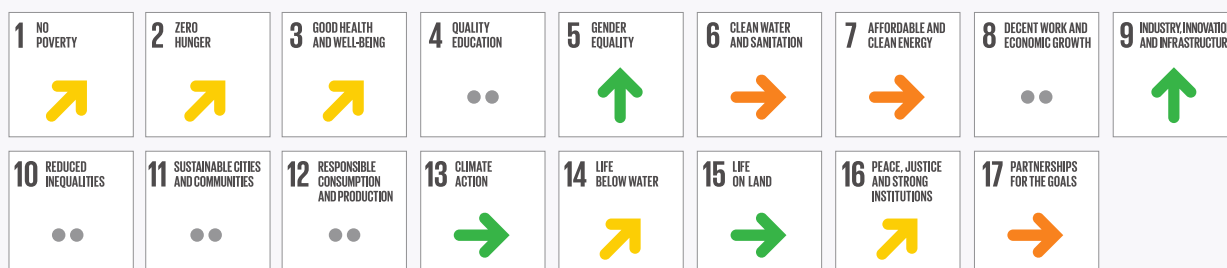 1 NO
POVERTY
2 ZERO
HUNGER
3 GOOD HEALTH
AND WELL-BEING
4 QUALITY
EDUCATION
5 GENDER
EQUALITY
6 CLEAN WATER
AND SANITATION
7 AFFORDABLE AND
CLEAN ENERGY
8 DECENT WORK AND
ECONOMIC GROWTH
9 INDUSTRY, INNOVATIO
AND INFRASTRUCTUR
10 REDUCED
INEQUALITIES
11 SUSTAINABLE CITIES
AND COMMUNITIES
12 RESPONSIBLE
CONSUMPTION
AND PRODUCTION
13 CLIMATE
ACTION
14 LIFE
BELOW WATER
15 LIFE
ON LAND
16 PEACE, JUSTICE
AND STRONG
INSTITUTIONS
17 PARTNERSHIPS
FOR THE GOALS